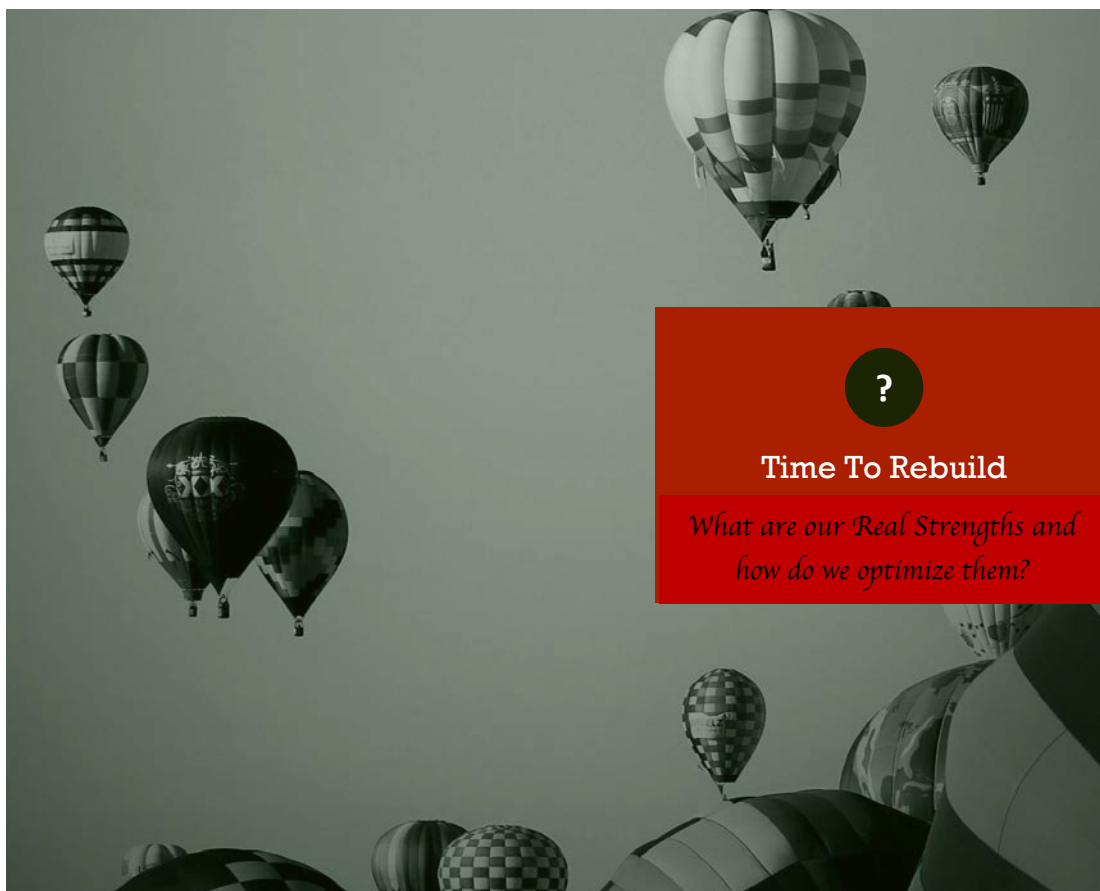 ?
Time To Rebuild
What are our Real Strengths and
how do we optimize them?